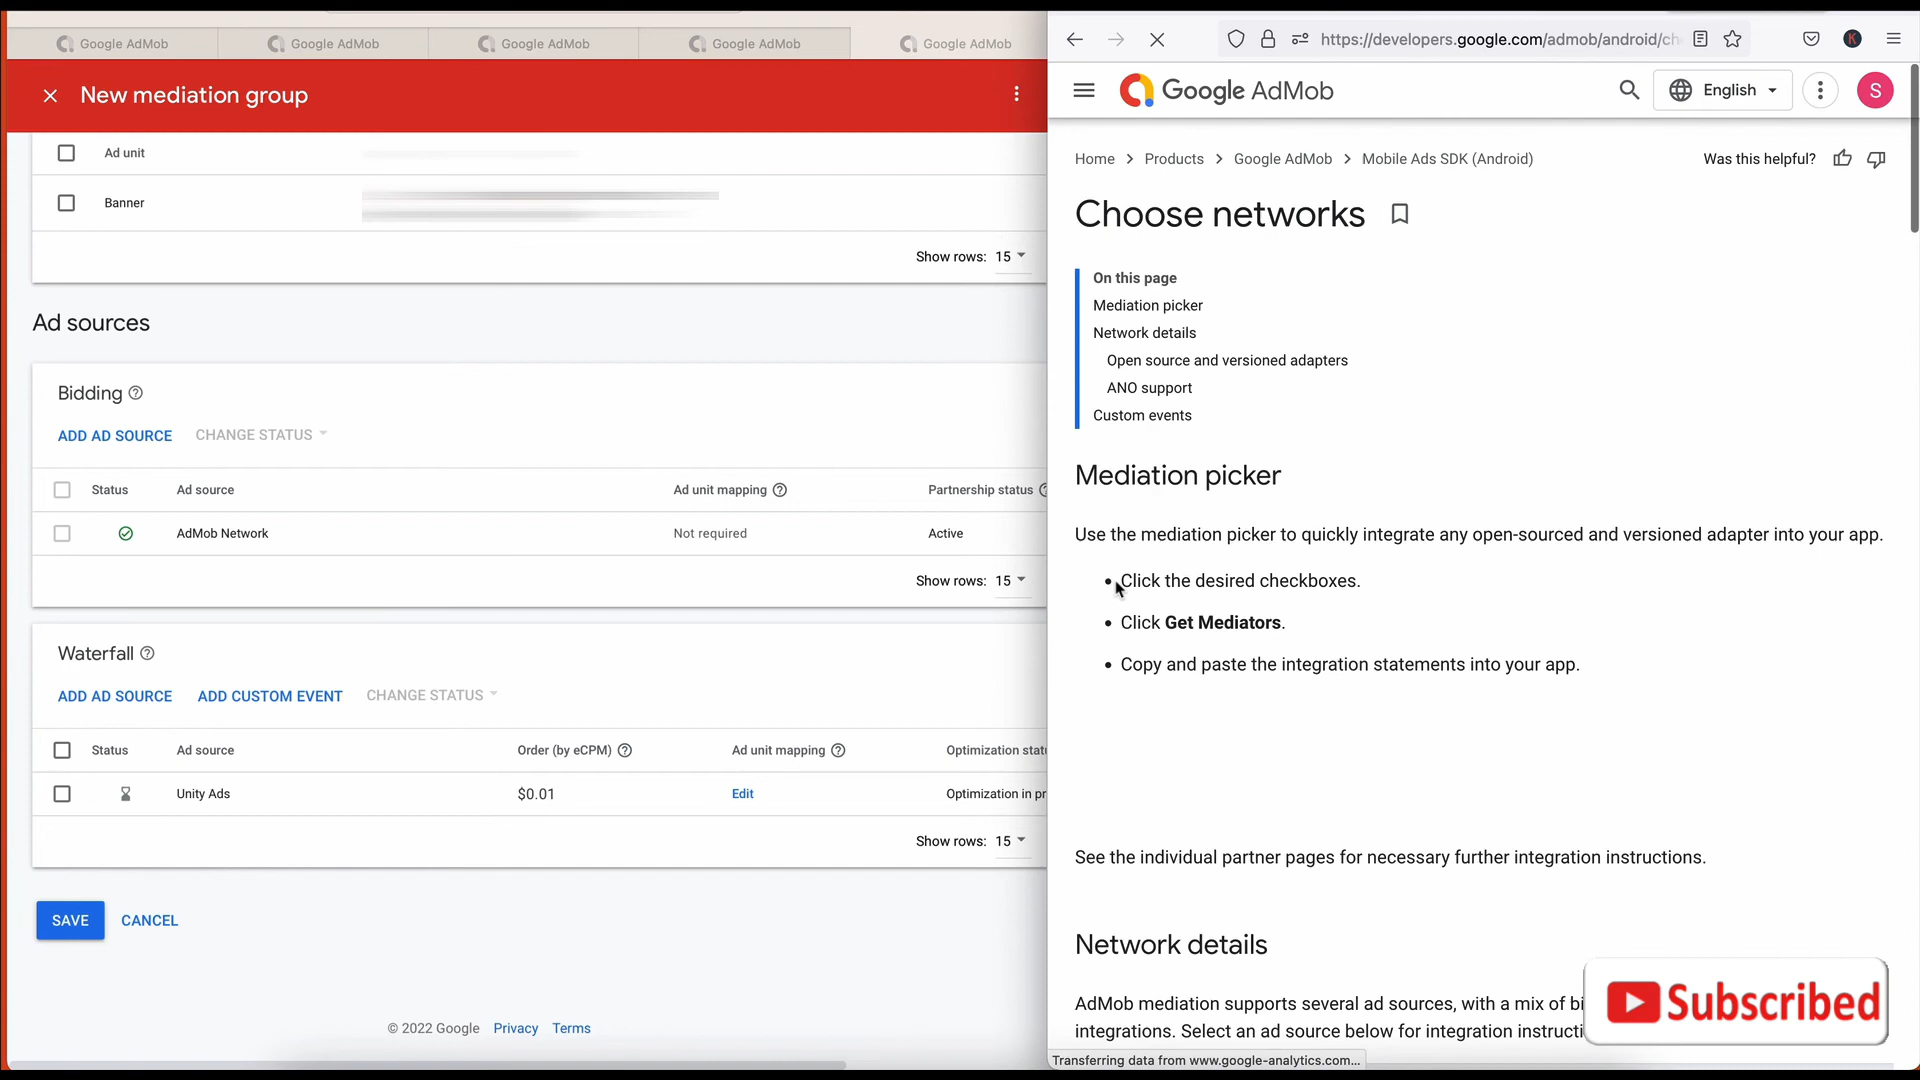 Google AdMob
Google AdMob
Google AdMob
Google AdMob
Google AdMob
New mediation group
Ad unit
Banner
Show rows: 15
Ad sources
Bidding
ADD AD SOURCE CHANGE STATUS
Status Ad source Ad unit mapping Partnership status
AdMob Network Not required Active
Show rows: 15
Waterfall
ADD AD SOURCE ADD CUSTOM EVENT CHANGE STATUS
Status Ad source Order (by eCPM) Ad unit mapping Optimization statu
Unity Ads $0.01 Edit Optimization in pr
Show rows: 15
SAVE CANCEL
© 2022 Google Privacy Terms
https://developers.google.com/admob/android/ch
K
Google AdMob
English
S
Home > Products > Google AdMob > Mobile Ads SDK (Android)
Was this helpful?
Choose networks
On this page
Mediation picker
Network details
Open source and versioned adapters
ANO support
Custom events
Mediation picker
Use the mediation picker to quickly integrate any open-sourced and versioned adapter into your app.
• Click the desired checkboxes.
• Click Get Mediators.
• Copy and paste the integration statements into your app.
See the individual partner pages for necessary further integration instructions.
Network details
AdMob mediation supports several ad sources, with a mix of bi
integrations. Select an ad source below for integration instructi
Subscribed
Transferring data from www.google-analytics.com...